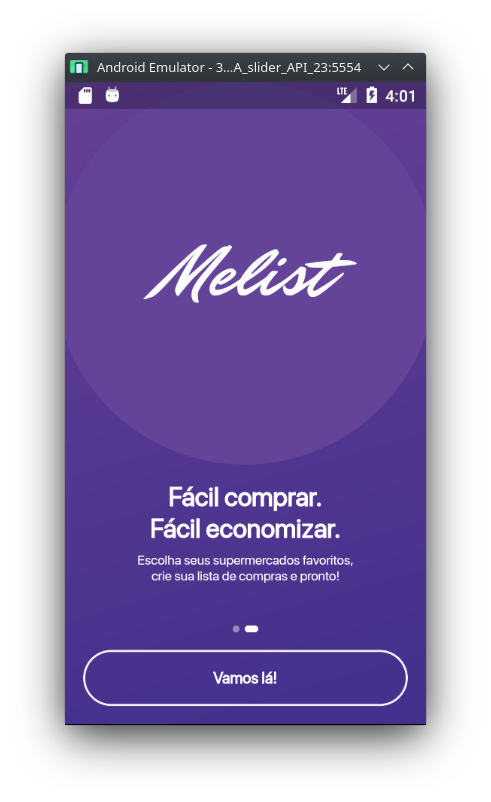 Android Emulator - 3...A_slider_API_23:5554
LTE 4:01
Melist
Fácil comprar.
Fácil economizar.
Escolha seus supermercados favoritos,
crie sua lista de compras e pronto!
Vamos lá!